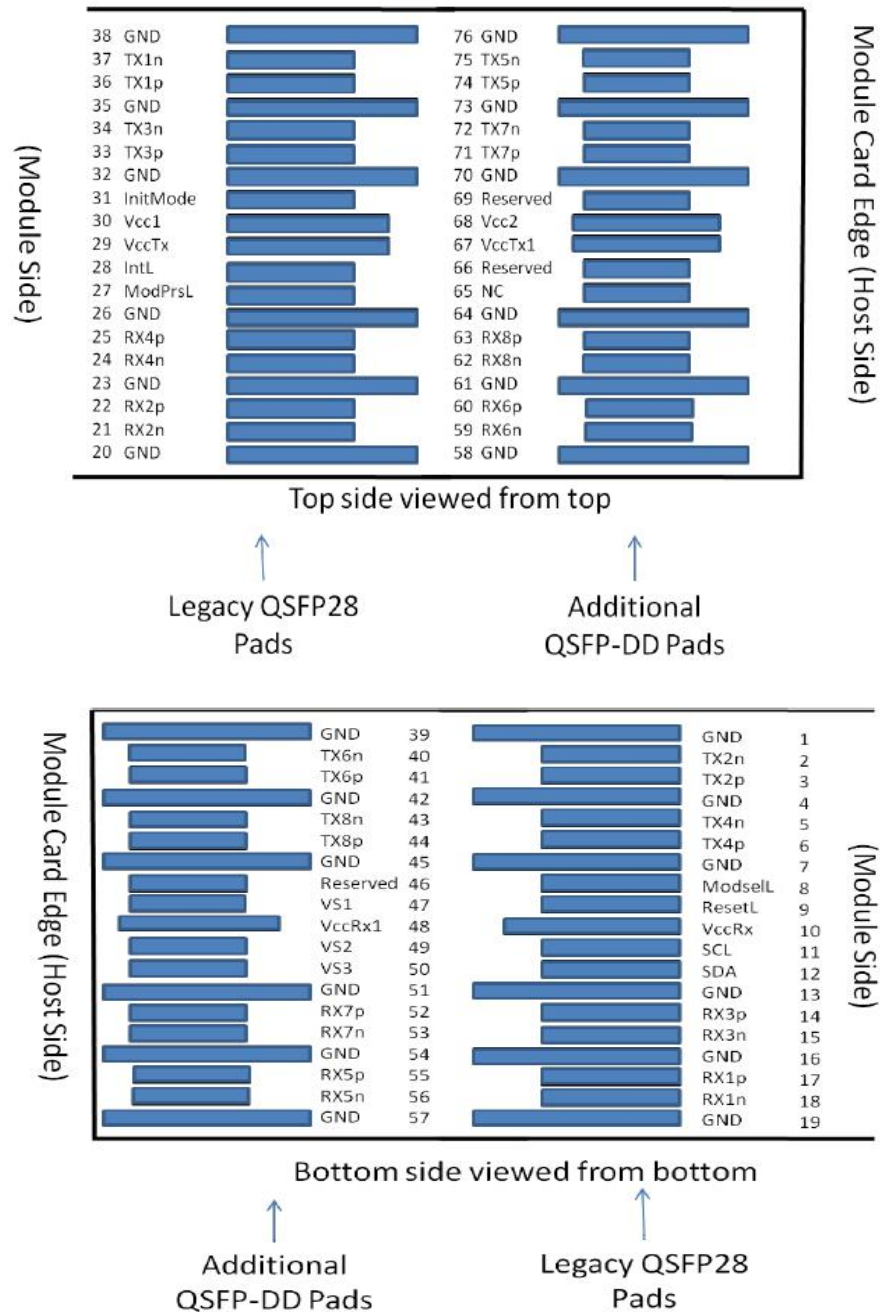 38 GND 76 GND
37 TX1n 75 TX5n
36 TX1p 74 TX5p
35 GND 73 GND
34 TX3n 72 TX7n
33 TX3p 71 TX7p
32 GND 70 GND
31 InitMode 69 Reserved
30 Vcc1 68 Vcc2
29 VccTx 67 VccTx1
28 IntL 66 Reserved
27 ModPrsL 65 NC
26 GND 64 GND
25 RX4p 63 RX8p
24 RX4n 62 RX8n
23 GND 61 GND
22 RX2p 60 RX6p
21 RX2n 59 RX6n
20 GND 58 GND
(Module Side)
Module Card Edge (Host Side)
Top side viewed from top
Legacy QSFP28
Pads
Additional
QSFP-DD Pads
Module Card Edge (Host Side)
GND 39 GND 1
TX6n 40 TX2n 2
TX6p 41 TX2p 3
GND 42 GND 4
TX8n 43 TX4n 5
TX8p 44 TX4p 6
GND 45 GND 7
Reserved 46 ModselL 8
VS1 47 ResetL 9
VccRx1 48 VccRx 10
VS2 49 SCL 11
VS3 50 SDA 12
GND 51 GND 13
RX7p 52 RX3p 14
RX7n 53 RX3n 15
GND 54 GND 16
RX5p 55 RX1p 17
RX5n 56 RX1n 18
GND 57 GND 19
(Module Side)
Bottom side viewed from bottom
Additional
QSFP-DD Pads
Legacy QSFP28
Pads